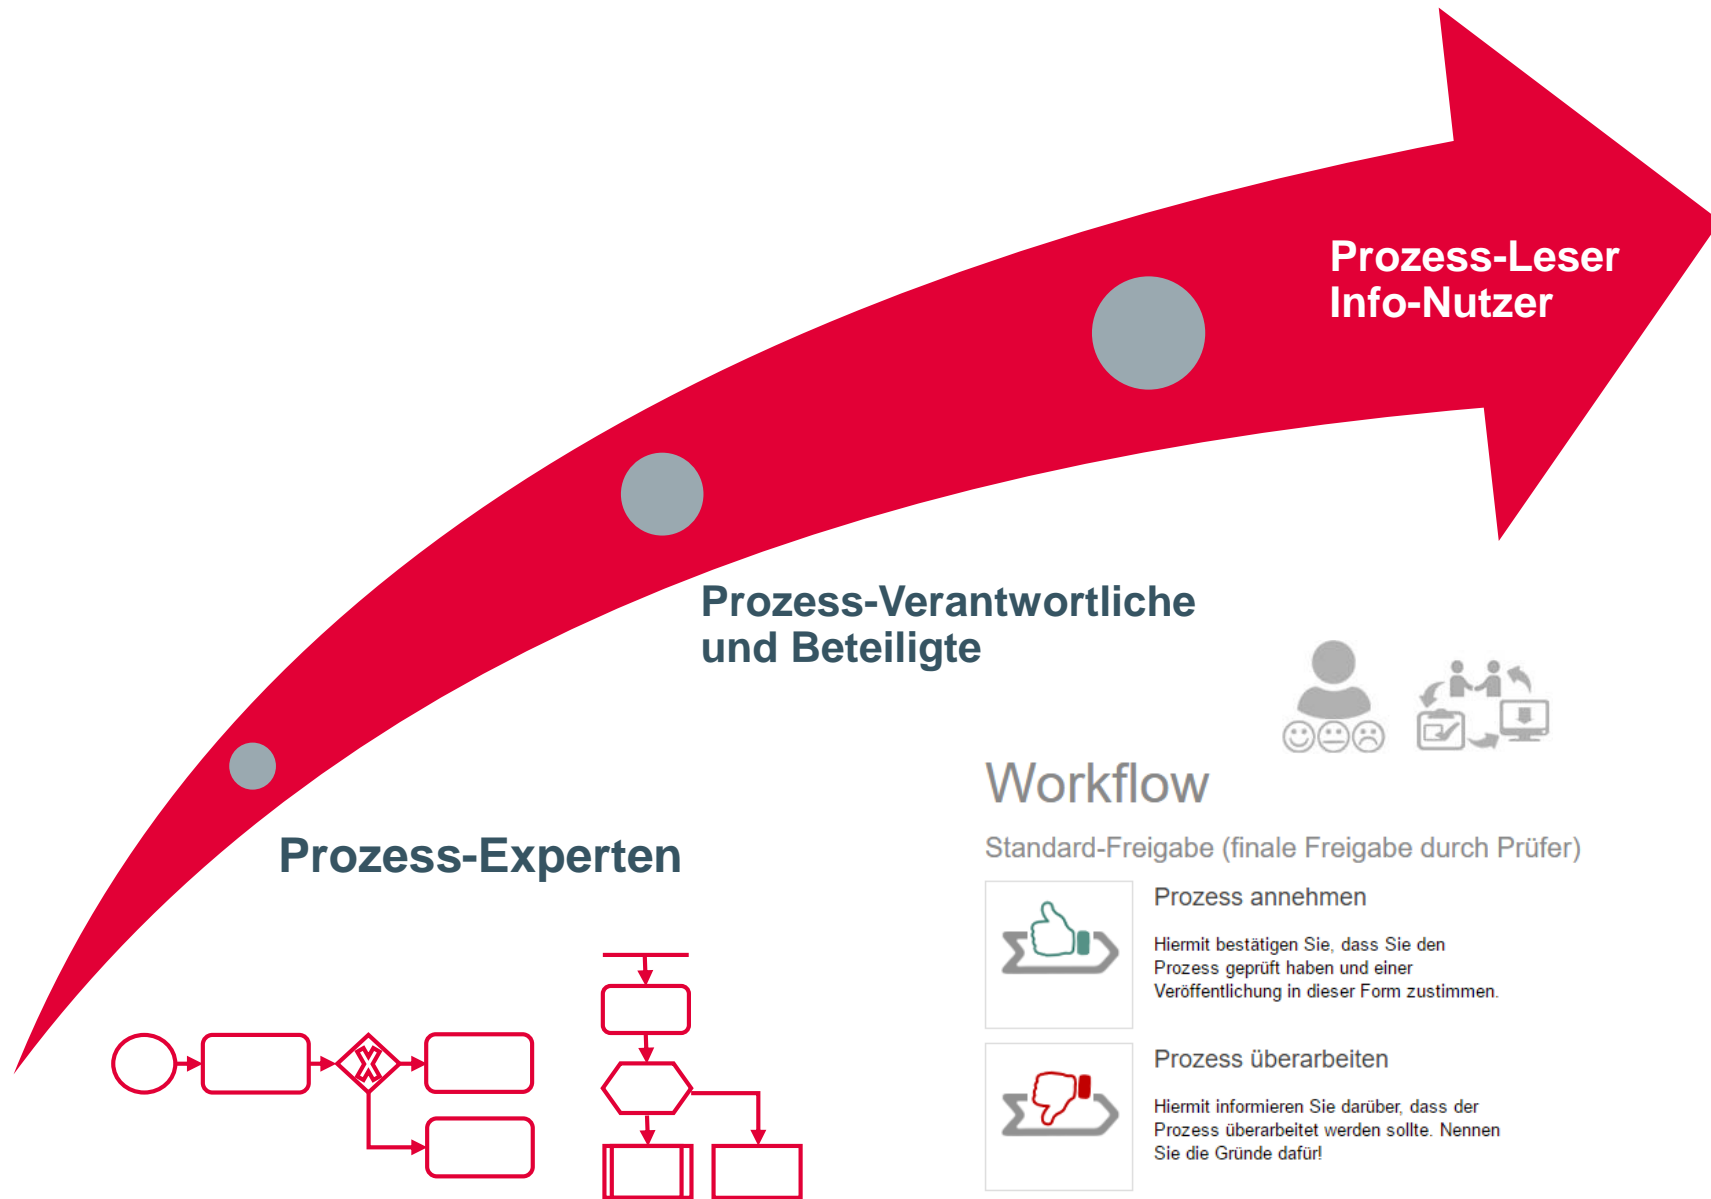 Prozess-Leser
Info-Nutzer
Prozess-Verantwortliche
und Beteiligte
Prozess-Experten
Workflow
Standard-Freigabe (finale Freigabe durch Prüfer)
Prozess annehmen
Hiermit bestätigen Sie, dass Sie den
Prozess geprüft haben und einer
Veröffentlichung in dieser Form zustimmen.
Prozess überarbeiten
Hiermit informieren Sie darüber, dass der
Prozess überarbeitet werden sollte. Nennen
Sie die Gründe dafür!